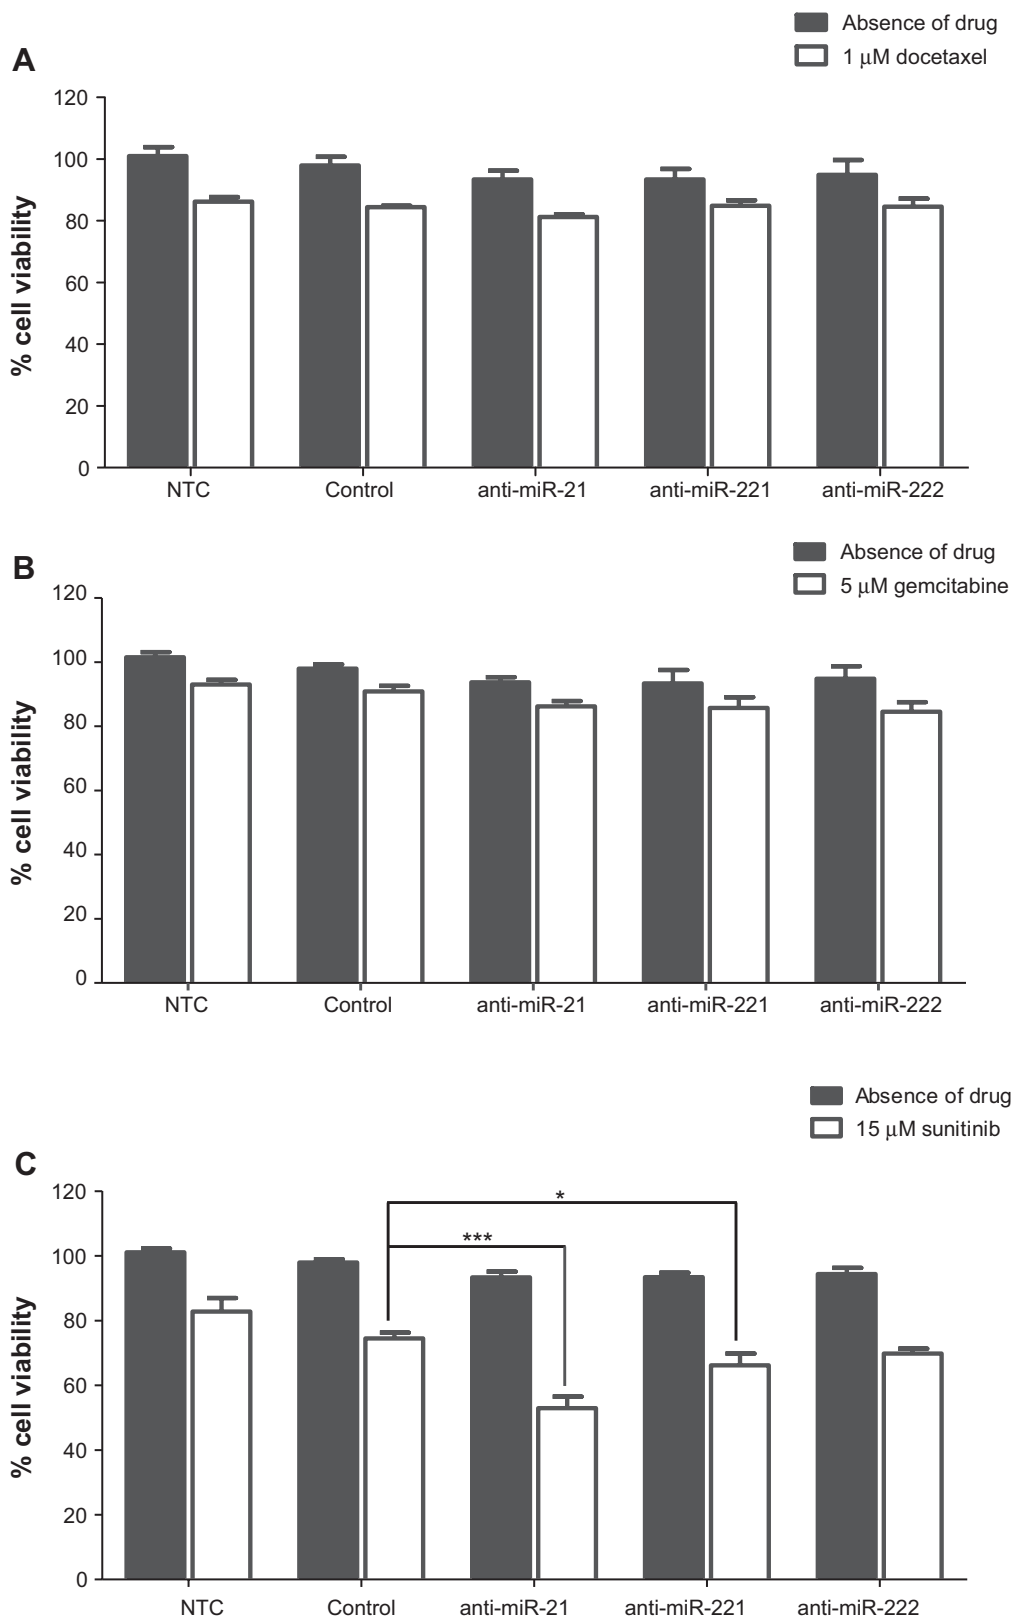 Absence of drug
1 µM docetaxel
A
120
100
80
60
40
20
0
% cell viability
NTC Control anti-miR-21 anti-miR-221 anti-miR-222
Absence of drug
5 µM gemcitabine
B
120
100
80
60
40
20
0
% cell viability
NTC Control anti-miR-21 anti-miR-221 anti-miR-222
Absence of drug
15 µM sunitinib
C
120
100
80
60
40
20
0
% cell viability
*
***
NTC Control anti-miR-21 anti-miR-221 anti-miR-222